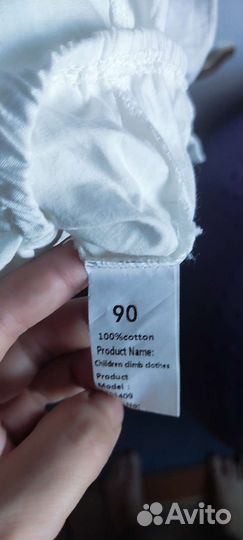 90
100%cotton
Product Name:
Children climb clothes
Product
Model :
Avito